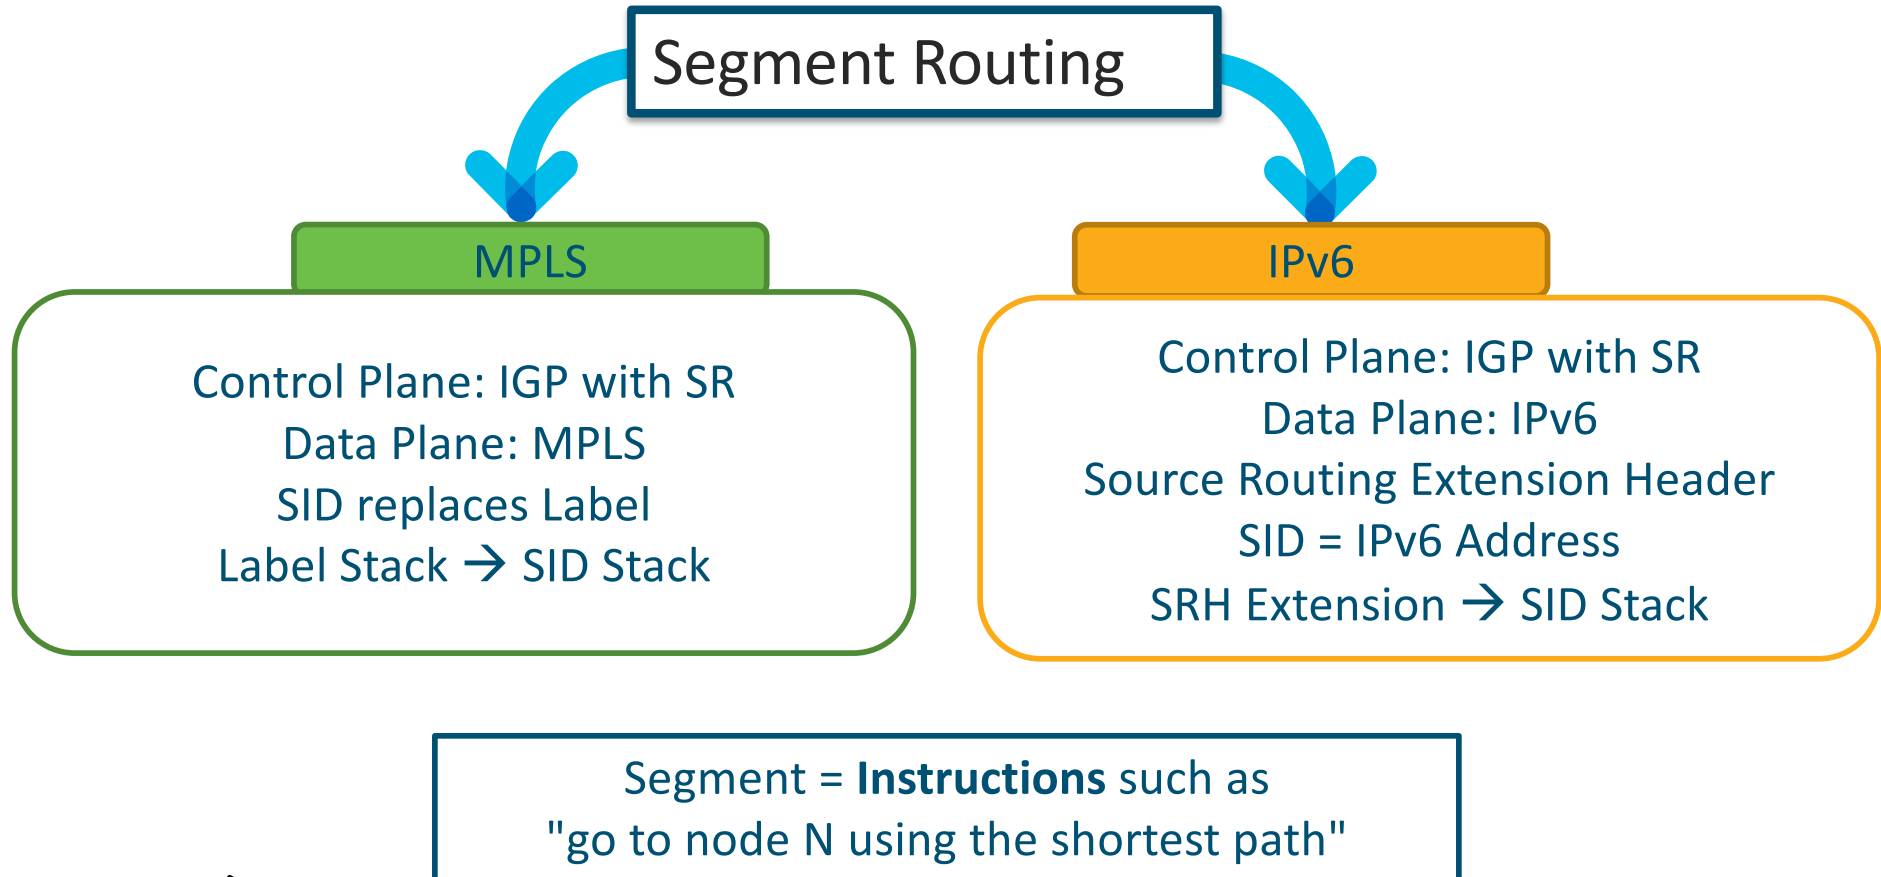 Segment Routing
MPLS
Control Plane: IGP with SR
Data Plane: MPLS
SID replaces Label
Label Stack → SID Stack
IPv6
Control Plane: IGP with SR
Data Plane: IPv6
Source Routing Extension Header
SID = IPv6 Address
SRH Extension → SID Stack
Segment = Instructions such as
"go to node N using the shortest path"